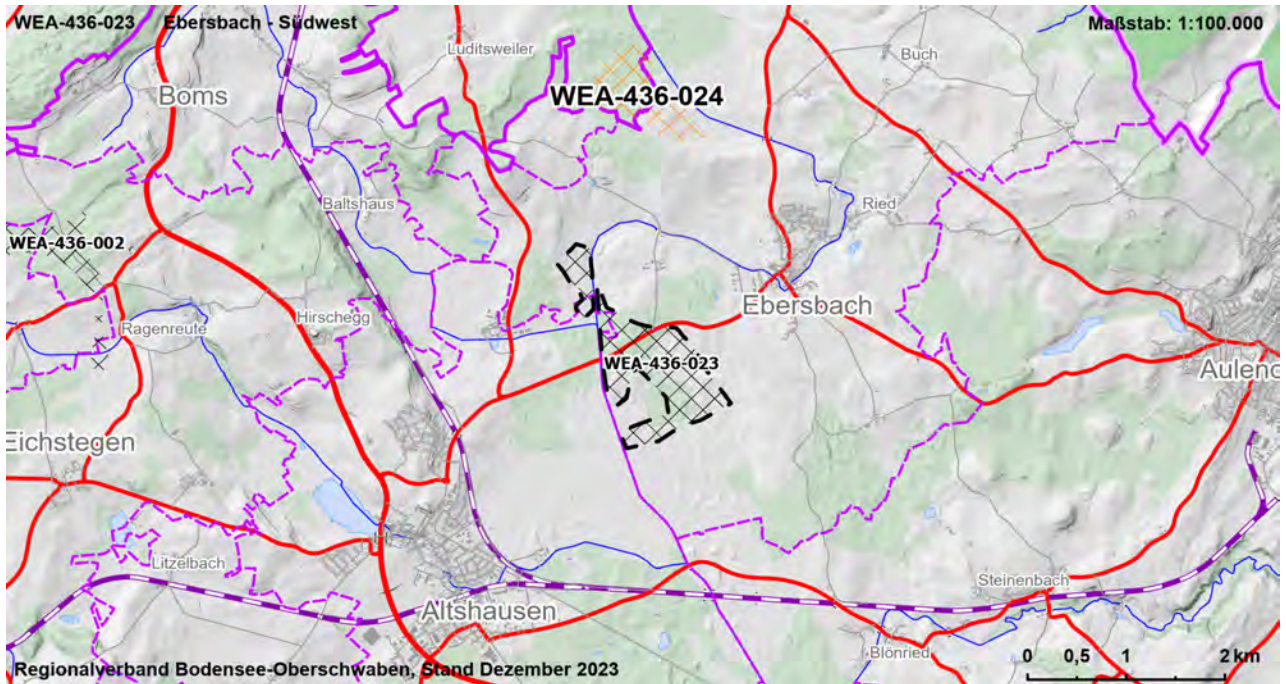 WEA-436-023 Ebersbach - Südwest
Maßstab: 1:100.000
Luditsweiler
Buch
Boms
WEA-436-024
Baltshaus
Ried
WEA-436-002
Ebersbach
Ragenreute
Hirschegg
WEA-436-023
Aulend
Eichstegen
Litzelbach
Steinenbach
Altshausen
Blönried
Regionalverband Bodensee-Oberschwaben, Stand Dezember 2023
0 0,5 1 2 km